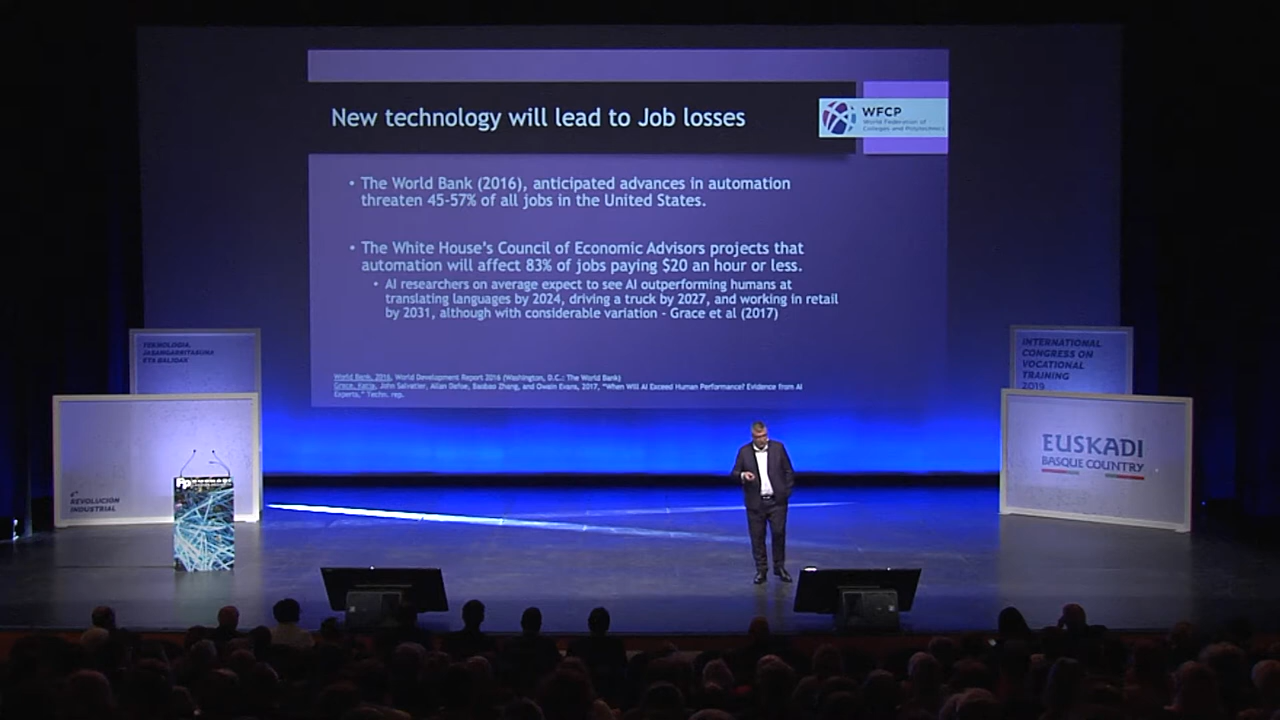 New technology will lead to Job losses
WFCP
World Federation of
Colleges and Polytechnics
• The World Bank (2016), anticipated advances in automation
threaten 45-57% of all jobs in the United States.
• The White House's Council of Economic Advisors projects that
automation will affect 83% of jobs paying $20 an hour or less.
• AI researchers on average expect to see AI outperforming humans at
translating languages by 2024, driving a truck by 2027, and working in retail
by 2031, although with considerable variation - Grace et al (2017)
World Bank, 2016, World Development Report 2016 (Washington, D.C.: The World Bank)
Grace, Katja, John Salvatier, Allan Dafoe, Baobao Zhang, and Owain Evans, 2017, "When Will AI Exceed Human Performance? Evidence from AI
Experts," Techn. rep.
TEKNOLOGIA,
JASANGARRITASUNA
ETA BALIOAK
4ª
REVOLUCIÓN
INDUSTRIAL
Fp EUSKADI
INTERNATIONAL
CONGRESS ON
VOCATIONAL
TRAINING
2019
EUSKADI
BASQUE COUNTRY